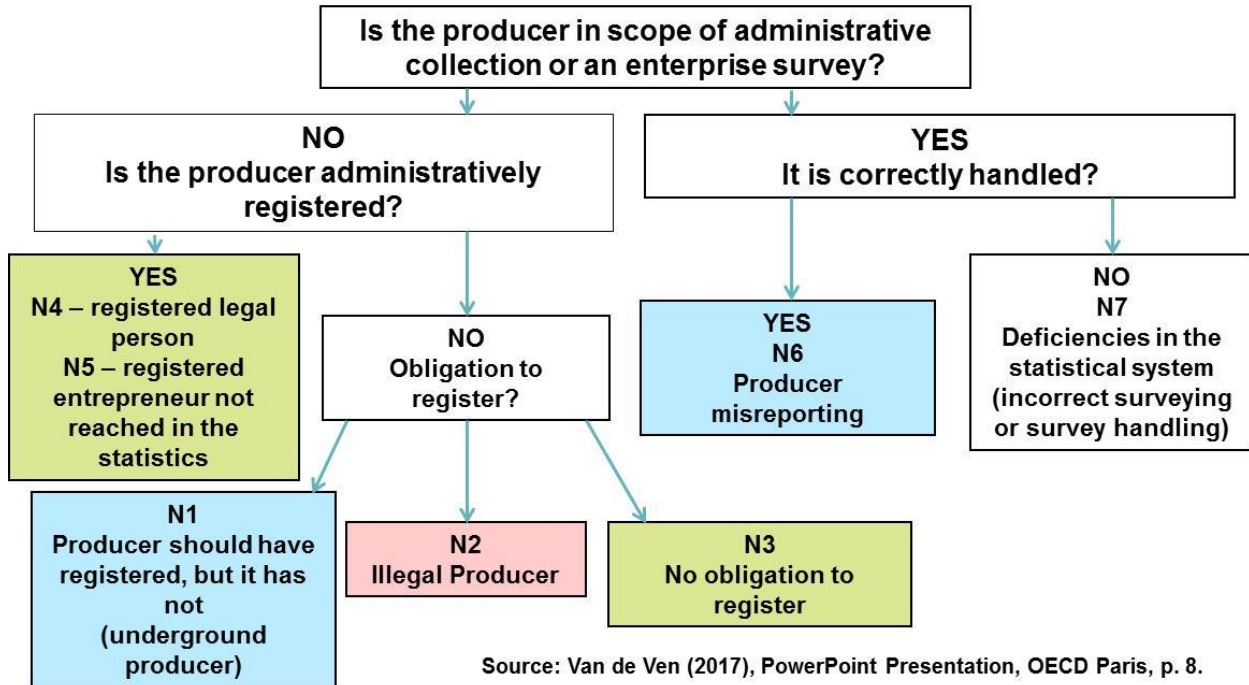 Is the producer in scope of administrative
collection or an enterprise survey?
NO
Is the producer administratively
registered?
YES
It is correctly handled?
YES
N4 – registered legal
person
N5 – registered
entrepreneur not
reached in the
statistics
NO
Obligation to
register?
YES
N6
Producer
misreporting
NO
N7
Deficiencies in the
statistical system
(incorrect surveying
or survey handling)
N1
Producer should have
registered, but it has
not
(underground
producer)
N2
Illegal Producer
N3
No obligation to
register
Source: Van de Ven (2017), PowerPoint Presentation, OECD Paris, p. 8.